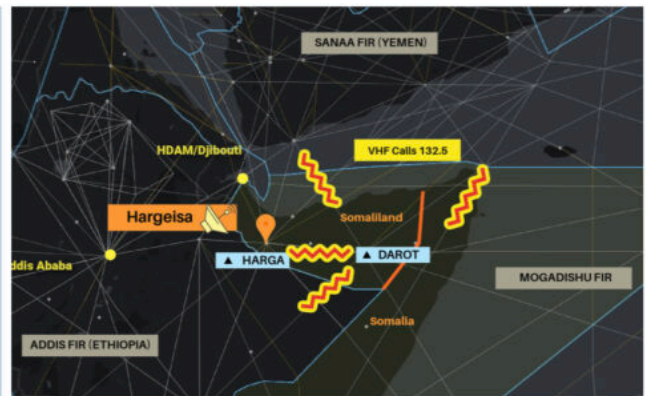 SANAA FIR (YEMEN)
HDAM/Djibouti
VHF Calls 132.5
Hargeisa
Somaliland
▲ HARGA
▲ DAROT
ddis Ababa
MOGADISHU FIR
Somalia
ADDIS FIR (ETHIOPIA)